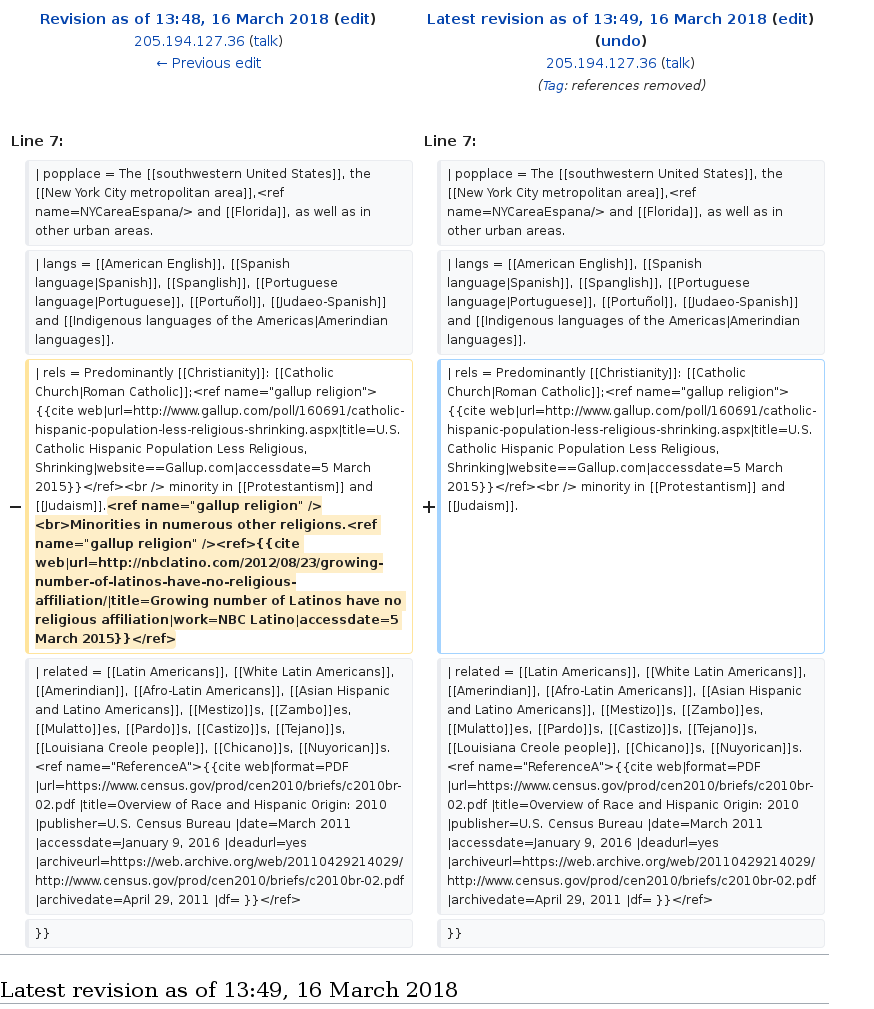 Revision as of 13:48, 16 March 2018 (edit)
205.194.127.36 (talk)
← Previous edit
Latest revision as of 13:49, 16 March 2018 (edit)
(undo)
205.194.127.36 (talk)
(Tag: references removed)
Line 7:
Line 7:
| popplace = The [[southwestern United States]], the
[[New York City metropolitan area]],<ref
name=NYCareaEspana/> and [[Florida]], as well as in
other urban areas.
| popplace = The [[southwestern United States]], the
[[New York City metropolitan area]],<ref
name=NYCareaEspana/> and [[Florida]], as well as in
other urban areas.
| langs = [[American English]], [[Spanish
language|Spanish]], [[Spanglish]], [[Portuguese
language|Portuguese]], [[Portuñol]], [[Judaeo-Spanish]]
and [[Indigenous languages of the Americas|Amerindian
languages]].
| langs = [[American English]], [[Spanish
language|Spanish]], [[Spanglish]], [[Portuguese
language|Portuguese]], [[Portuñol]], [[Judaeo-Spanish]]
and [[Indigenous languages of the Americas|Amerindian
languages]].
−
| rels = Predominantly [[Christianity]]: [[Catholic
Church|Roman Catholic]];<ref name="gallup religion">
{{cite web|url=http://www.gallup.com/poll/160691/catholic-
hispanic-population-less-religious-shrinking.aspx|title=U.S.
Catholic Hispanic Population Less Religious,
Shrinking|website==Gallup.com|accessdate=5 March
2015}}</ref><br /> minority in [[Protestantism]] and
[[Judaism]].<ref name="gallup religion" />
<br>Minorities in numerous other religions.<ref
name="gallup religion" /><ref>{{cite
web|url=http://nbclatino.com/2012/08/23/growing-
number-of-latinos-have-no-religious-
affiliation/|title=Growing number of Latinos have no
religious affiliation|work=NBC Latino|accessdate=5
March 2015}}</ref>
+
| rels = Predominantly [[Christianity]]: [[Catholic
Church|Roman Catholic]];<ref name="gallup religion">
{{cite web|url=http://www.gallup.com/poll/160691/catholic-
hispanic-population-less-religious-shrinking.aspx|title=U.S.
Catholic Hispanic Population Less Religious,
Shrinking|website==Gallup.com|accessdate=5 March
2015}}</ref><br /> minority in [[Protestantism]] and
[[Judaism]].
| related = [[Latin Americans]], [[White Latin Americans]],
[[Amerindian]], [[Afro-Latin Americans]], [[Asian Hispanic
and Latino Americans]], [[Mestizo]]s, [[Zambo]]es,
[[Mulatto]]es, [[Pardo]]s, [[Castizo]]s, [[Tejano]]s,
[[Louisiana Creole people]], [[Chicano]]s, [[Nuyorican]]s.
<ref name="ReferenceA">{{cite web|format=PDF
|url=https://www.census.gov/prod/cen2010/briefs/c2010br-
02.pdf |title=Overview of Race and Hispanic Origin: 2010
|publisher=U.S. Census Bureau |date=March 2011
|accessdate=January 9, 2016 |deadurl=yes
|archiveurl=https://web.archive.org/web/20110429214029/
http://www.census.gov/prod/cen2010/briefs/c2010br-02.pdf
|archivedate=April 29, 2011 |df= }}</ref>
| related = [[Latin Americans]], [[White Latin Americans]],
[[Amerindian]], [[Afro-Latin Americans]], [[Asian Hispanic
and Latino Americans]], [[Mestizo]]s, [[Zambo]]es,
[[Mulatto]]es, [[Pardo]]s, [[Castizo]]s, [[Tejano]]s,
[[Louisiana Creole people]], [[Chicano]]s, [[Nuyorican]]s.
<ref name="ReferenceA">{{cite web|format=PDF
|url=https://www.census.gov/prod/cen2010/briefs/c2010br-
02.pdf |title=Overview of Race and Hispanic Origin: 2010
|publisher=U.S. Census Bureau |date=March 2011
|accessdate=January 9, 2016 |deadurl=yes
|archiveurl=https://web.archive.org/web/20110429214029/
http://www.census.gov/prod/cen2010/briefs/c2010br-02.pdf
|archivedate=April 29, 2011 |df= }}</ref>
}}
}}
Latest revision as of 13:49, 16 March 2018